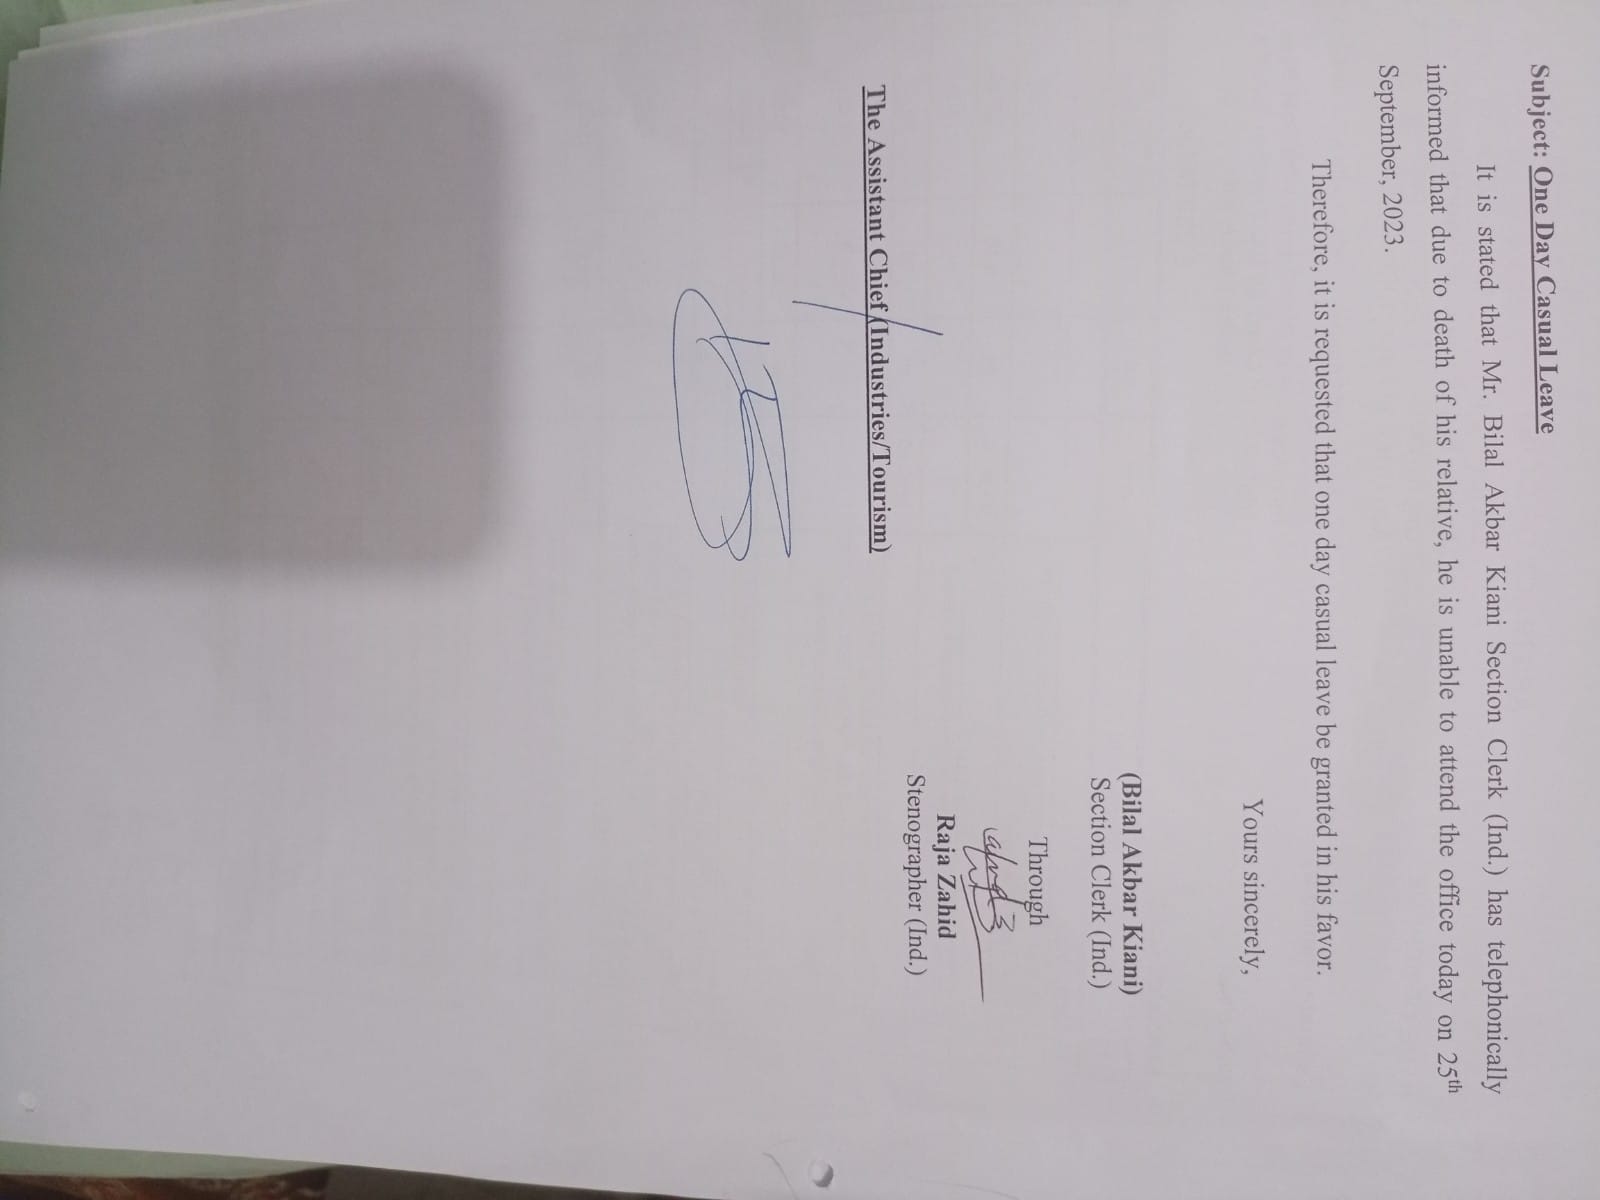 Subject: One Day Casual Leave
It is stated that Mr. Bilal Akbar Kiani Section Clerk (Ind.) has telephonically
informed that due to death of his relative, he is unable to attend the office today on 25th
September, 2023.
Therefore, it is requested that one day casual leave be granted in his favor.
Yours sincerely,
(Bilal Akbar Kiani)
Section Clerk (Ind.)
Through
Raja Zahid
Stenographer (Ind.)
The Assistant Chief (Industries/Tourism)